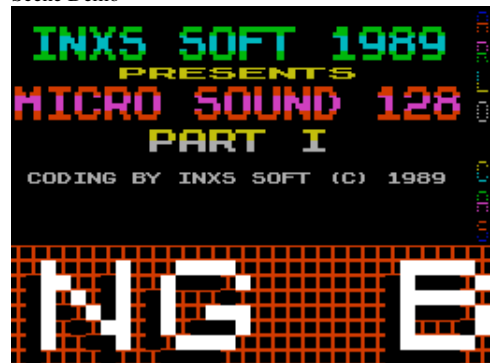 Scene Demo
INXS SOFT 1989
PRESENTS
MICRO SOUND 128
PART I
CODING BY INXS SOFT (C) 1989
NG